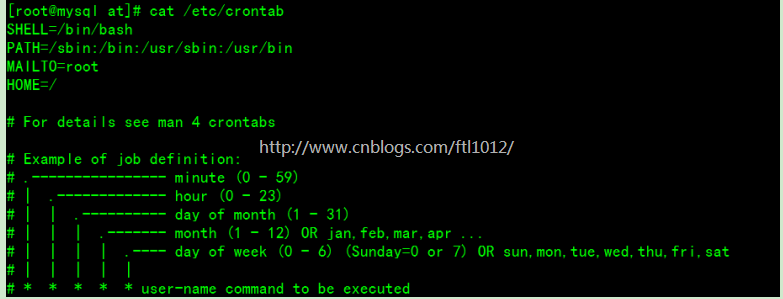 [root@mysql at]# cat /etc/crontab
SHELL=/bin/bash
PATH=/sbin:/bin:/usr/sbin:/usr/bin
MAILTO=root
HOME=/
# For details see man 4 crontabs
http://www.cnblogs.com/ftl1012/
# Example of job definition:
# .---------------- minute (0 - 59)
# | .------------- hour (0 - 23)
# | | .---------- day of month (1 - 31)
# | | | .------- month (1 - 12) OR jan,feb,mar,apr ...
# | | | | .---- day of week (0 - 6) (Sunday=0 or 7) OR sun,mon,tue,wed,thu,fri,sat
# | | | | |
# * * * * * user-name command to be executed